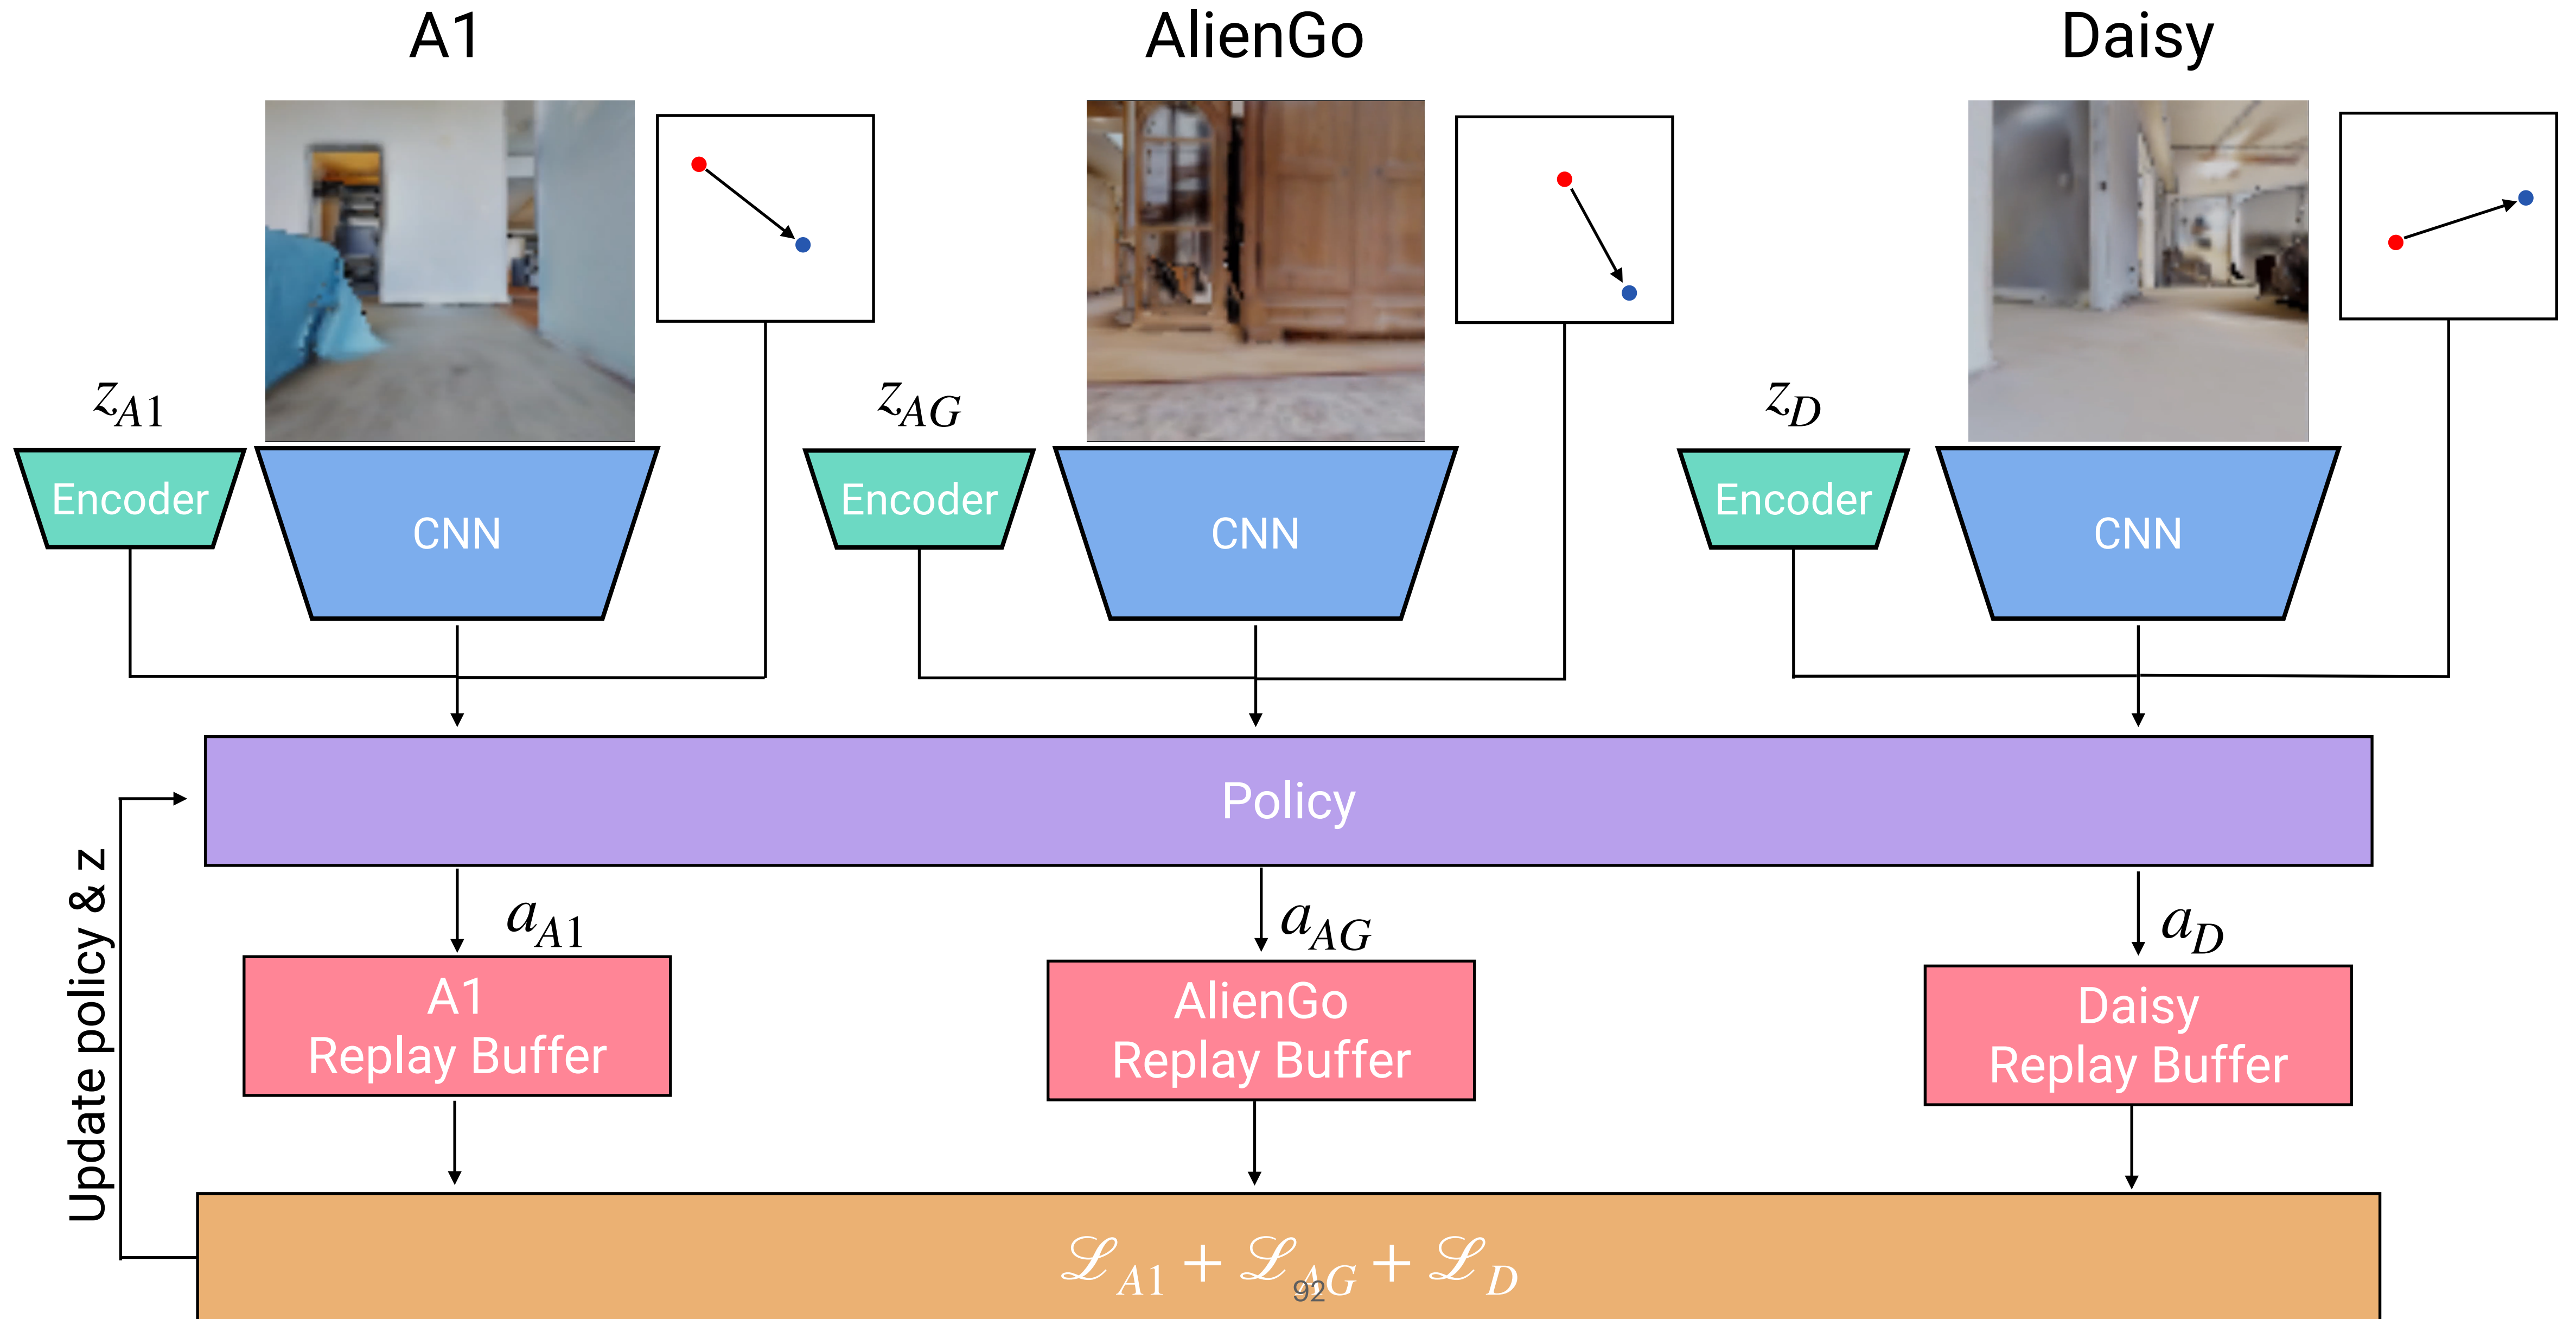 A1
AlienGo
Daisy
z_{A1}
z_{AG}
z_D
Encoder
CNN
Encoder
CNN
Encoder
CNN
Policy
Update policy & z
a_{A1}
a_{AG}
a_D
A1
Replay Buffer
AlienGo
Replay Buffer
Daisy
Replay Buffer
ℒ_{A1} + ℒ_{AG} + ℒ_D
92